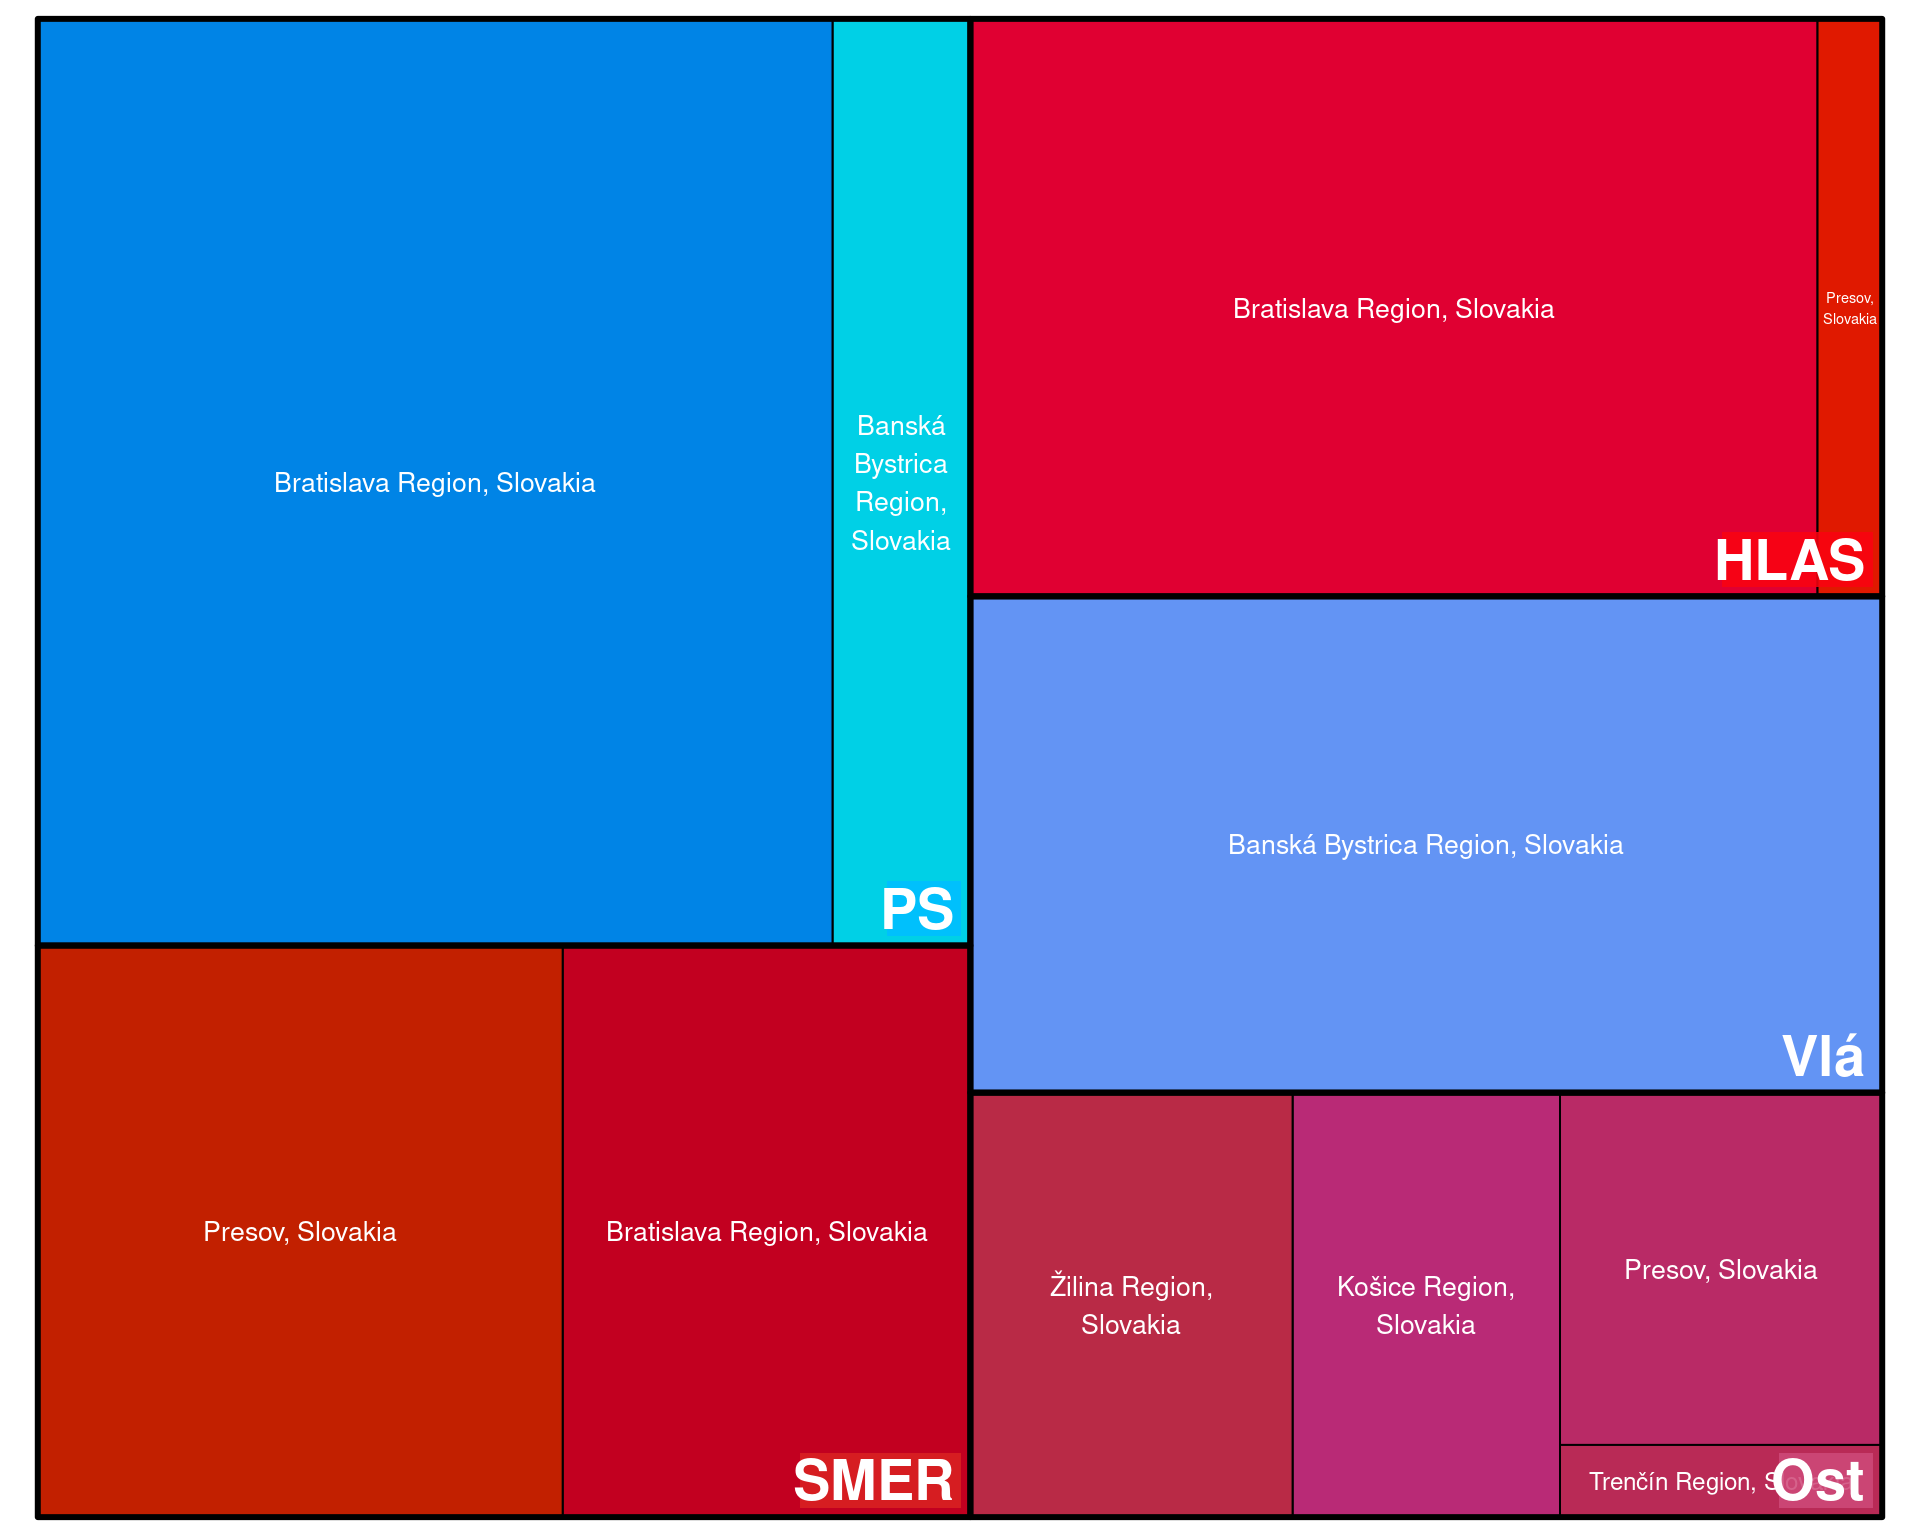 Bratislava Region, Slovakia
Banská
Bystrica
Region,
Slovakia
PS
Bratislava Region, Slovakia
Presov,
Slovakia
HLAS
Banská Bystrica Region, Slovakia
Vlá
Presov, Slovakia
Bratislava Region, Slovakia
SMER
Žilina Region,
Slovakia
Košice Region,
Slovakia
Presov, Slovakia
Trenčín Region,
Ost